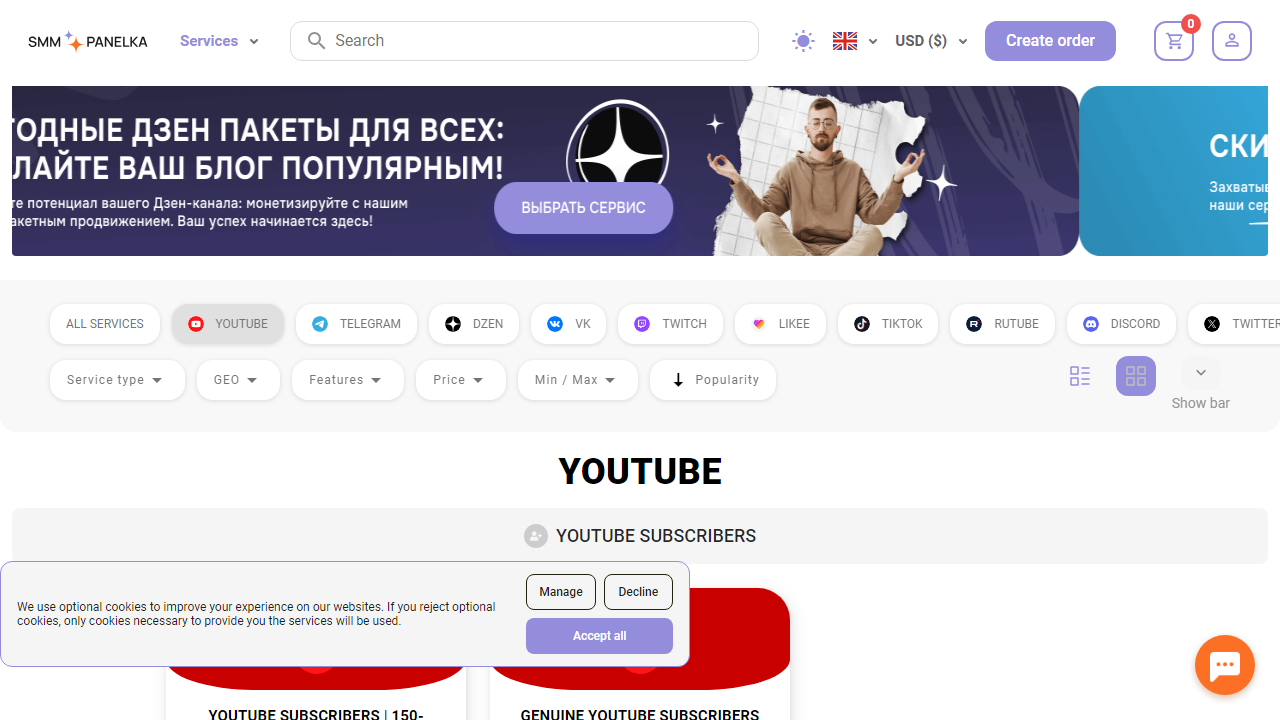 SMM PANELKA
Services
Search
USD ($)
Create order
0
ГОДНЫЕ ДЗЕН ПАКЕТЫ ДЛЯ ВСЕХ:
ЛАЙТЕ ВАШ БЛОГ ПОПУЛЯРНЫМ!
те потенциал вашего Дзен-канала: монетизируйте с нашим
акетным продвижением. Ваш успех начинается здесь!
ВЫБРАТЬ СЕРВИС
СКИ
Захватыв
наши сер
ALL SERVICES
YOUTUBE
TELEGRAM
DZEN
VK
TWITCH
LIKEE
TIKTOK
RUTUBE
DISCORD
TWITTER
Service type
GEO
Features
Price
Min / Max
Popularity
Show bar
YOUTUBE
YOUTUBE SUBSCRIBERS
We use optional cookies to improve your experience on our websites. If you reject optional
cookies, only cookies necessary to provide you the services will be used.
Manage
Decline
Accept all
YOUTUBE SUBSCRIBERS | 150-
GENUINE YOUTUBE SUBSCRIBERS